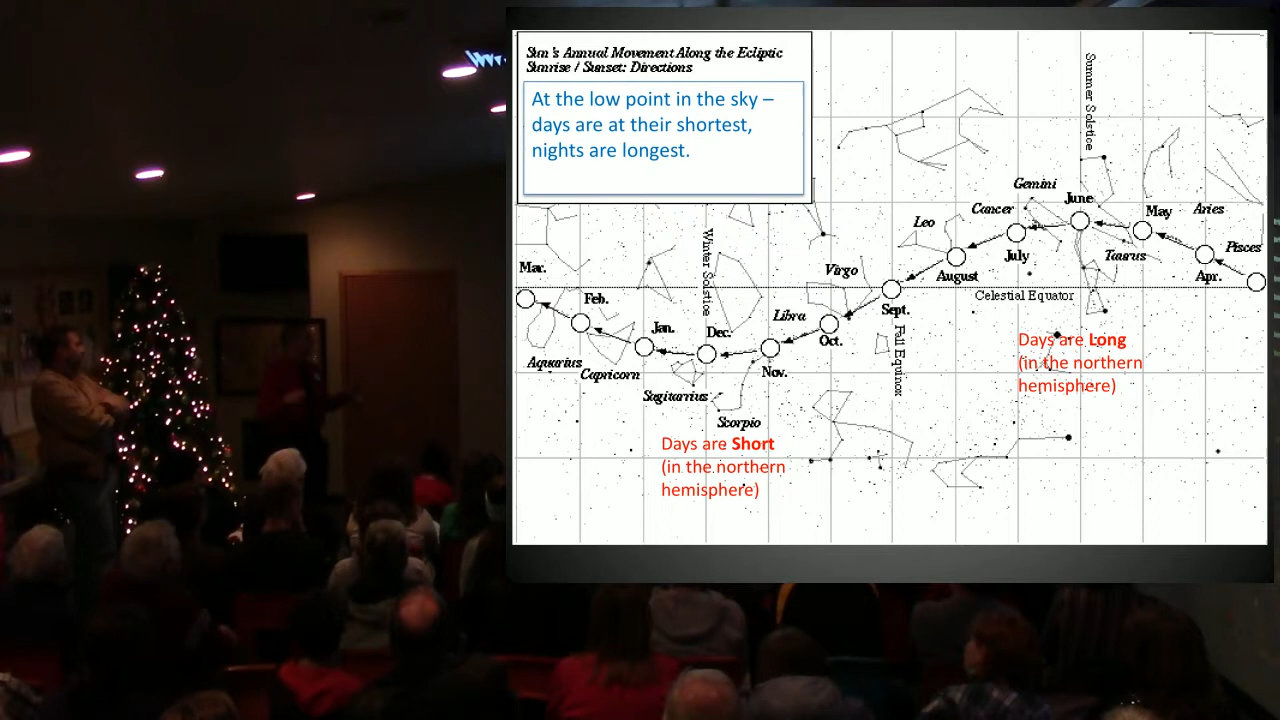 Sun's Annual Movement Along the Ecliptic
Sunrise / Sunset: Directions
At the low point in the sky –
days are at their shortest,
nights are longest.
Summer Solstice
Gemini
Cancer
June
Leo
May
Aries
July
Taurus
Pisces
August
Apr.
Virgo
Celestial Equator
Sept.
Winter Solstice
Mar.
Feb.
Libra
Jan.
Dec.
Oct.
Fall Equinox
Nov.
Aquarius
Capricorn
Sagitarrius
Scorpio
Days are Long
(in the northern
hemisphere)
Days are Short
(in the northern
hemisphere)